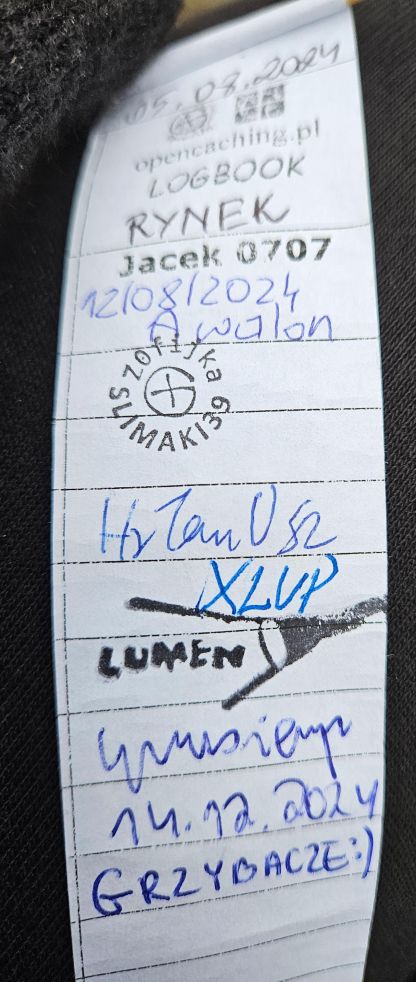 05.08.2024
opencaching.pl
LOGBOOK
RYNEK
Jacek 0707
12/08/2024
Awalon
zofijka
SLIMAKI39
XLVP
LUMEN
14.12.2024
GRZYBACZE:)